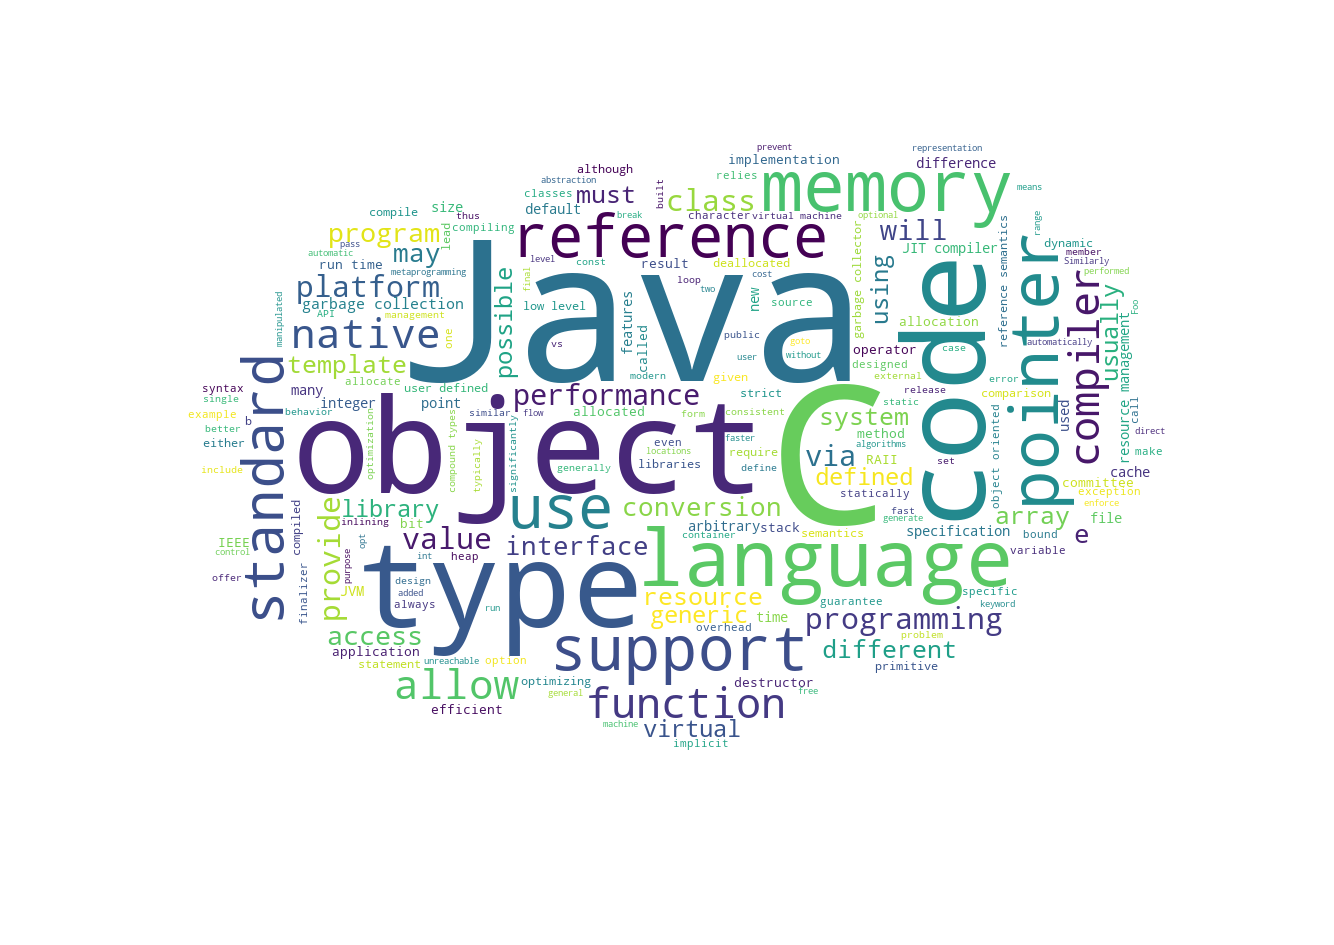 prevent
representation
implementation
difference
although
relies
means
abstraction
memory
classes
must
built
class
size
default
break
character
virtual machine
optional
range
compile
thus
reference
will
program
lead
compiling
JIT compiler
reference semantics
dynamic
pass
may
member
automatic
level
const
result
deallocated
garbage collector
using
Similarly
run time
metaprogramming
Java
cost
performed
platform
possible
final
loop
two
new
source
code
pointer
compiler
usually
garbage collection
low level
features
Foo
manipulated
API
management
called
allocation
management
native
one
public
goto
operator
case
automatically
vs
user
without
template
designed
error
standard
allocate
modern
given
external
comparison
syntax
many
user defined
performance
strict
release
used
resource
call
single
integer
point
static
object oriented
example
b
behavior
optimization
similar
flow
allocated
form
consistent
C
system
direct
better
object
compound types
typically
significantly
even
faster
method
set
make
either
locations
via
algorithms
generally
libraries
require
RAII
cache
include
define
defined
committee
statically
exception
use
conversion
fast
enforce
library
array
file
inlining
bit
arbitrary
stack
generate
IEEE
finalizer
compiled
provide
value
container
semantics
specification
bound
e
control
purpose
opt
interface
language
variable
int
heap
offer
JVM
type
design
added
run
resource
specific
always
guarantee
keyword
generic
time
programming
access
overhead
problem
application
support
different
statement
unreachable
option
primitive
allow
optimizing
destructor
general
function
free
efficient
machine
virtual
implicit